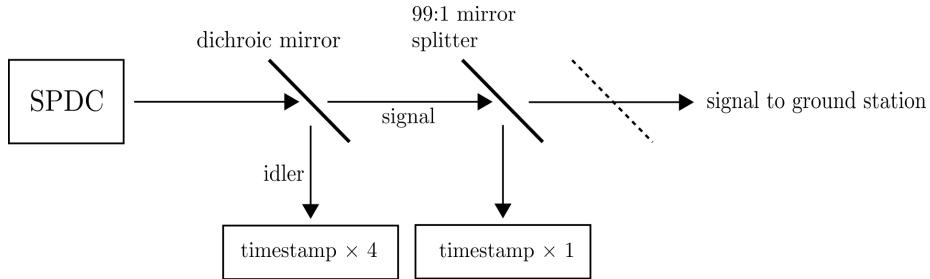 99:1 mirror
splitter
dichroic mirror
SPDC
signal
signal to ground station
idler
timestamp × 4
timestamp × 1